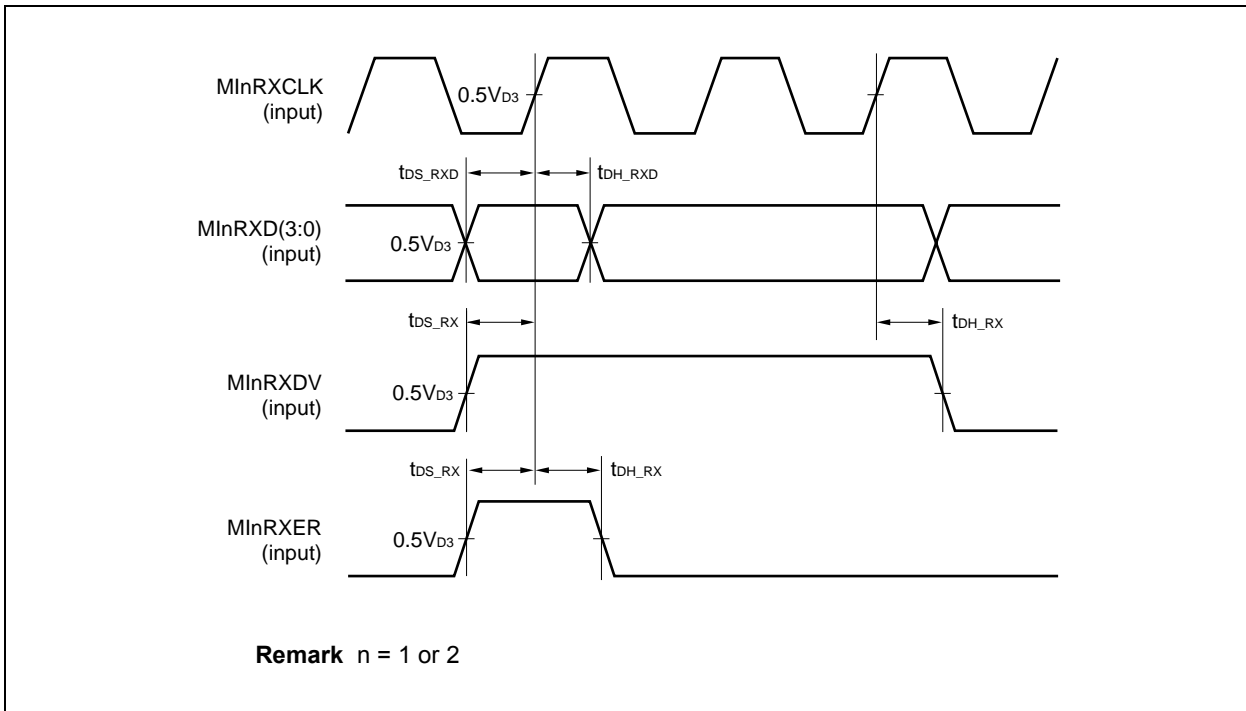 MInRXCLK
(input)
0.5VD3
tDS_RXD
tDH_RXD
MInRXD(3:0)
(input)
0.5VD3
tDS_RX
tDH_RX
MInRXDV
(input)
0.5VD3
tDS_RX
tDH_RX
MInRXER
(input)
0.5VD3
Remark n = 1 or 2